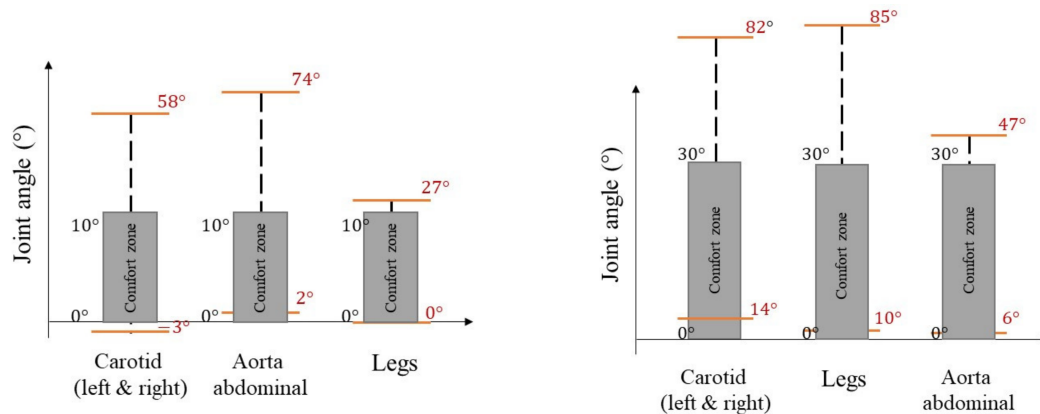 Joint angle (°)
58°
10°
Comfort zone
0°
−3°
Carotid
(left & right)
74°
10°
Comfort zone
2°
0°
Aorta
abdominal
27°
10°
Comfort zone
0°
0°
Legs
Joint angle (°)
82°
30°
Comfort zone
14°
0°
Carotid
(left & right)
85°
30°
Comfort zone
10°
0°
Legs
47°
30°
Comfort zone
6°
0°
Aorta
abdominal